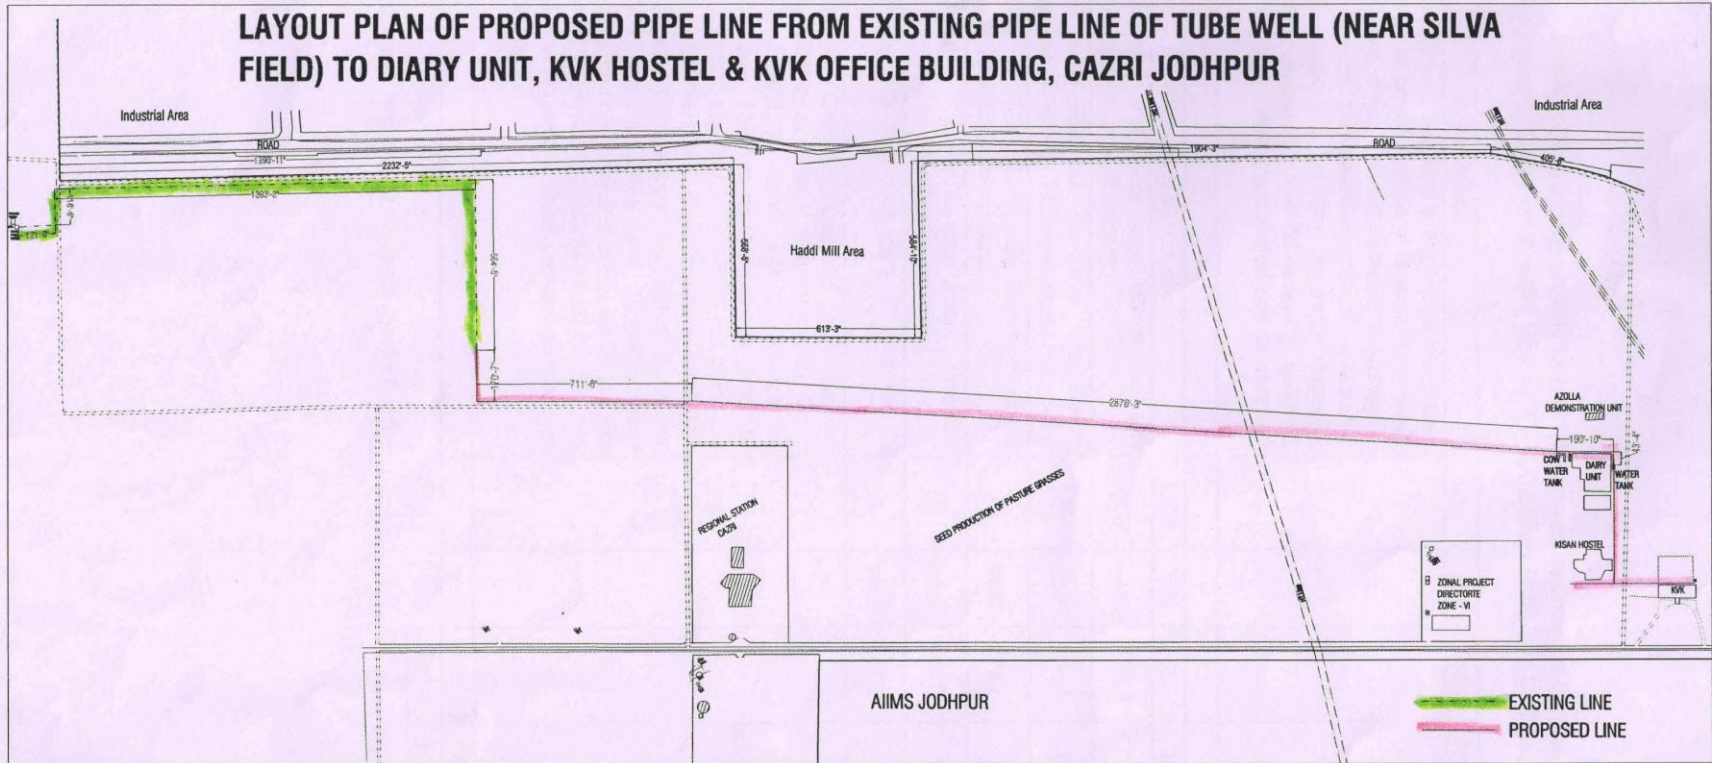 LAYOUT PLAN OF PROPOSED PIPE LINE FROM EXISTING PIPE LINE OF TUBE WELL (NEAR SILVA
FIELD) TO DIARY UNIT, KVK HOSTEL & KVK OFFICE BUILDING, CAZRI JODHPUR
Industrial Area
Industrial Area
ROAD
ROAD
2232'-5"
1904'-3"
1393'-2"
Haddi Mill Area
613'-3"
711'-6"
2878'-3"
AZOLLA
DEMONSTRATION UNIT
190'-10"
COW
WATER
TANK
DAIRY
UNIT
WATER
TANK
REGIONAL STATION
CAZRI
SEED PRODUCTION OF PASTURE GRASSES
KISAN HOSTEL
ZONAL PROJECT
DIRECTORTE
ZONE - VI
KVK
AIIMS JODHPUR
EXISTING LINE
PROPOSED LINE